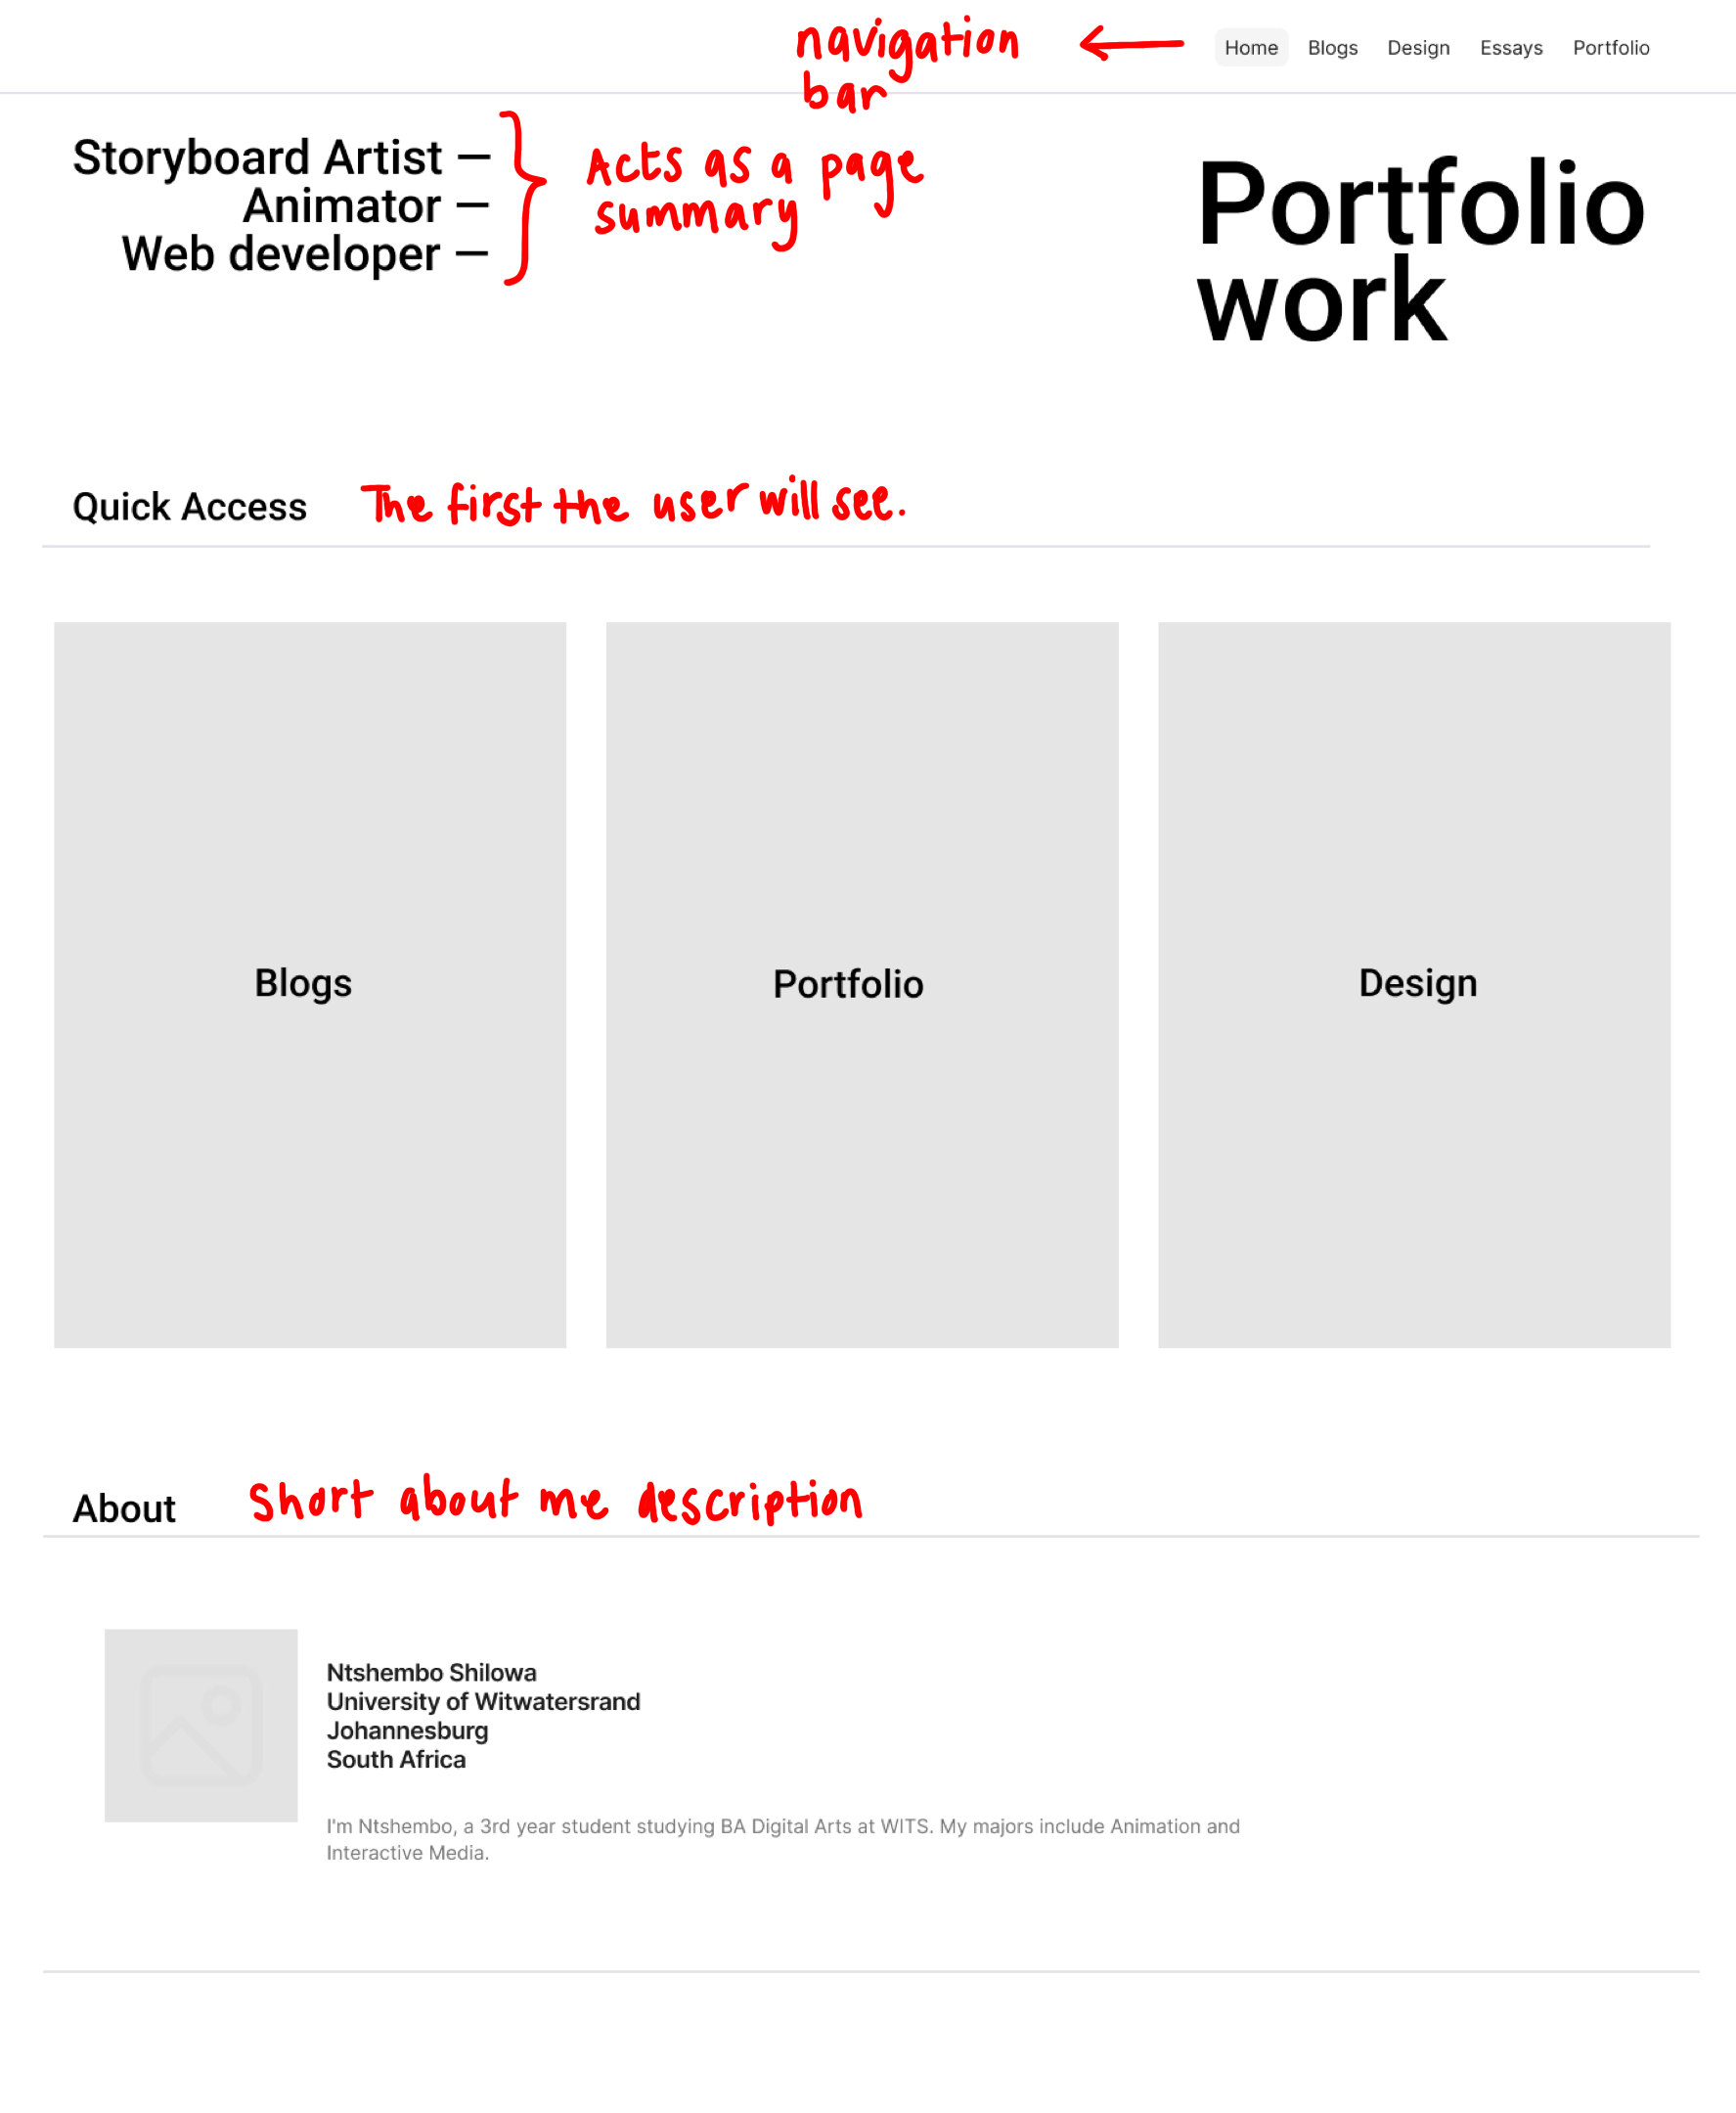 navigation
bar
Home Blogs Design Essays Portfolio
Storyboard Artist —
Animator —
Web developer —
Acts as a page
summary
Portfolio
work
Quick Access
The first the user will see.
Blogs
Portfolio
Design
About
Short about me description
Ntshembo Shilowa
University of Witwatersrand
Johannesburg
South Africa
I'm Ntshembo, a 3rd year student studying BA Digital Arts at WITS. My majors include Animation and
Interactive Media.